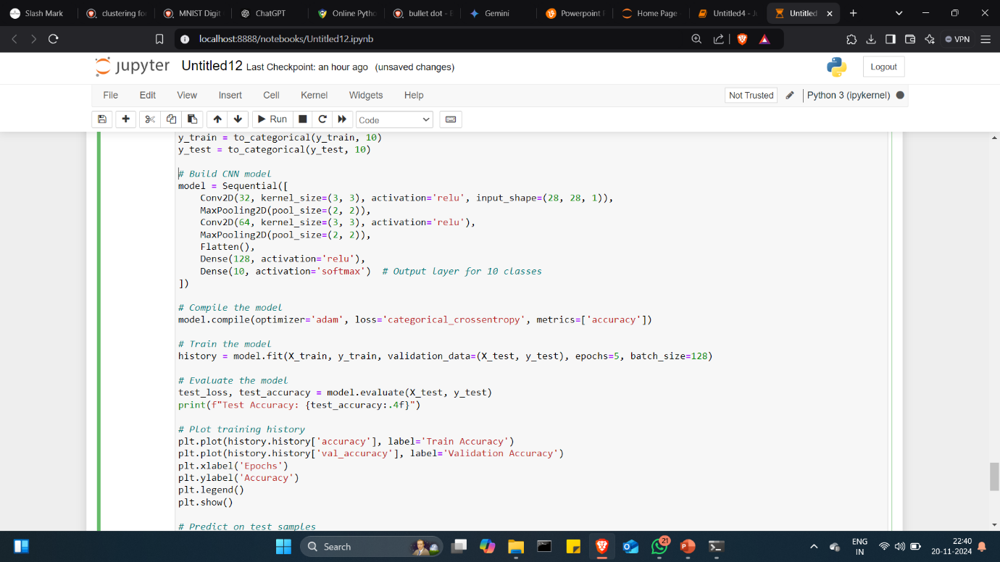 Slash Mark
clustering fo
MNIST Digit
ChatGPT
Online Pytho
bullet dot - B
Gemini
Powerpoint F
Home Page
Untitled4 - Ju
Untitled
localhost:8888/notebooks/Untitled12.ipynb
VPN
jupyter Untitled12 Last Checkpoint: an hour ago (unsaved changes)
Logout
File Edit View Insert Cell Kernel Widgets Help
Not Trusted Python 3 (ipykernel)
Run Code
y_train = to_categorical(y_train, 10)
y_test = to_categorical(y_test, 10)
# Build CNN model
model = Sequential([
    Conv2D(32, kernel_size=(3, 3), activation='relu', input_shape=(28, 28, 1)),
    MaxPooling2D(pool_size=(2, 2)),
    Conv2D(64, kernel_size=(3, 3), activation='relu'),
    MaxPooling2D(pool_size=(2, 2)),
    Flatten(),
    Dense(128, activation='relu'),
    Dense(10, activation='softmax')  # Output layer for 10 classes
])
# Compile the model
model.compile(optimizer='adam', loss='categorical_crossentropy', metrics=['accuracy'])
# Train the model
history = model.fit(X_train, y_train, validation_data=(X_test, y_test), epochs=5, batch_size=128)
# Evaluate the model
test_loss, test_accuracy = model.evaluate(X_test, y_test)
print(f"Test Accuracy: {test_accuracy:.4f}")
# Plot training history
plt.plot(history.history['accuracy'], label='Train Accuracy')
plt.plot(history.history['val_accuracy'], label='Validation Accuracy')
plt.xlabel('Epochs')
plt.ylabel('Accuracy')
plt.legend()
plt.show()
# Predict on test samples
Search
21
ENG
IN
22:40
20-11-2024